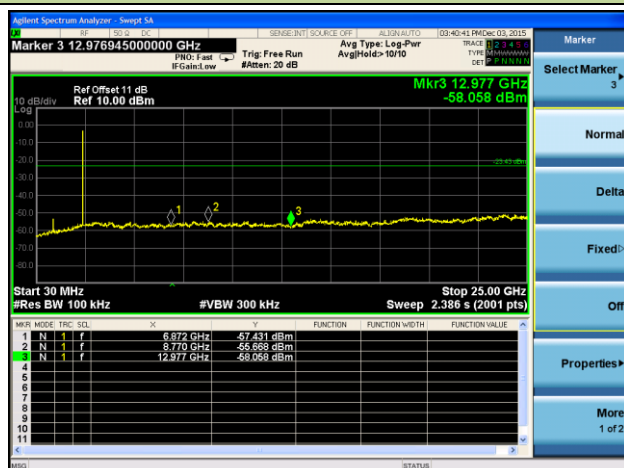 Agilent Spectrum Analyzer - Swept SA
RF 50 Ω DC SENSE:INT SOURCE OFF ALIGN AUTO 03:40:41 PM Dec 03, 2015
Marker 3 12.976945000000 GHz
PNO: Fast
IFGain:Low
Trig: Free Run
#Atten: 20 dB
Avg Type: Log-Pwr
Avg|Hold:>10/10
TRACE 1 2 3 4 5 6
TYPE MWWWWW
DET P P N N N N
Ref Offset 11 dB
10 dB/div Ref 10.00 dBm
Log
Mkr3 12.977 GHz
-58.058 dBm
0.00
-10.0
-20.0
-23.43 dBm
-30.0
-40.0
-50.0
-60.0
-70.0
-80.0
1
2
3
Start 30 MHz
#Res BW 100 kHz
#VBW 300 kHz
Stop 25.00 GHz
Sweep 2.386 s (2001 pts)
MKR MODE TRC SCL X Y FUNCTION FUNCTION WIDTH FUNCTION VALUE
1 N 1 f 6.872 GHz -57.431 dBm
2 N 1 f 8.770 GHz -55.668 dBm
3 N 1 f 12.977 GHz -58.058 dBm
4
5
6
7
8
9
10
11
MSG STATUS
Marker
Select Marker
3
Normal
Delta
Fixed
Off
Properties
More
1 of 2